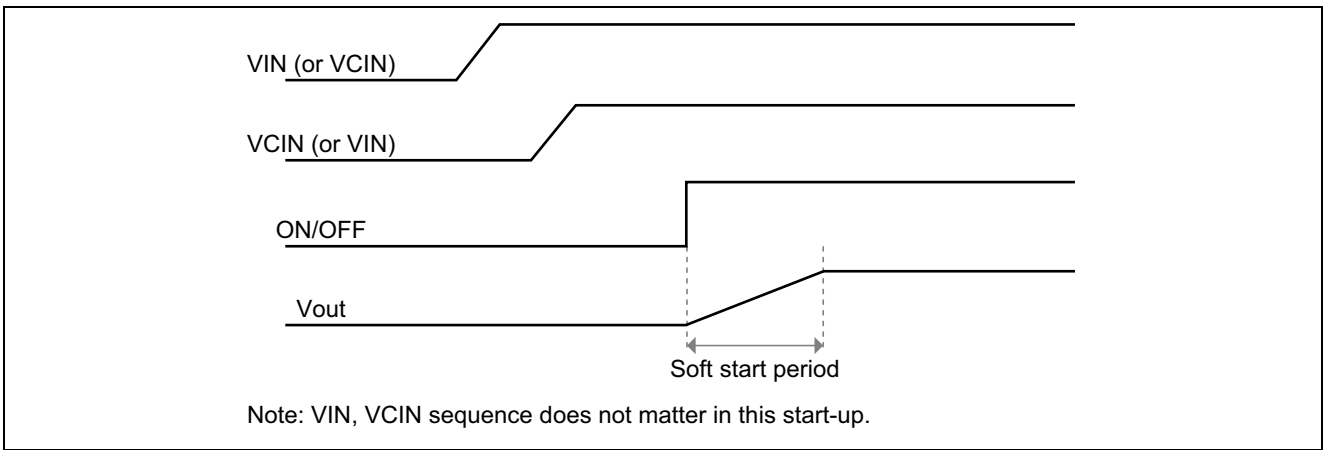 VIN (or VCIN)
VCIN (or VIN)
ON/OFF
Vout
Soft start period
Note: VIN, VCIN sequence does not matter in this start-up.